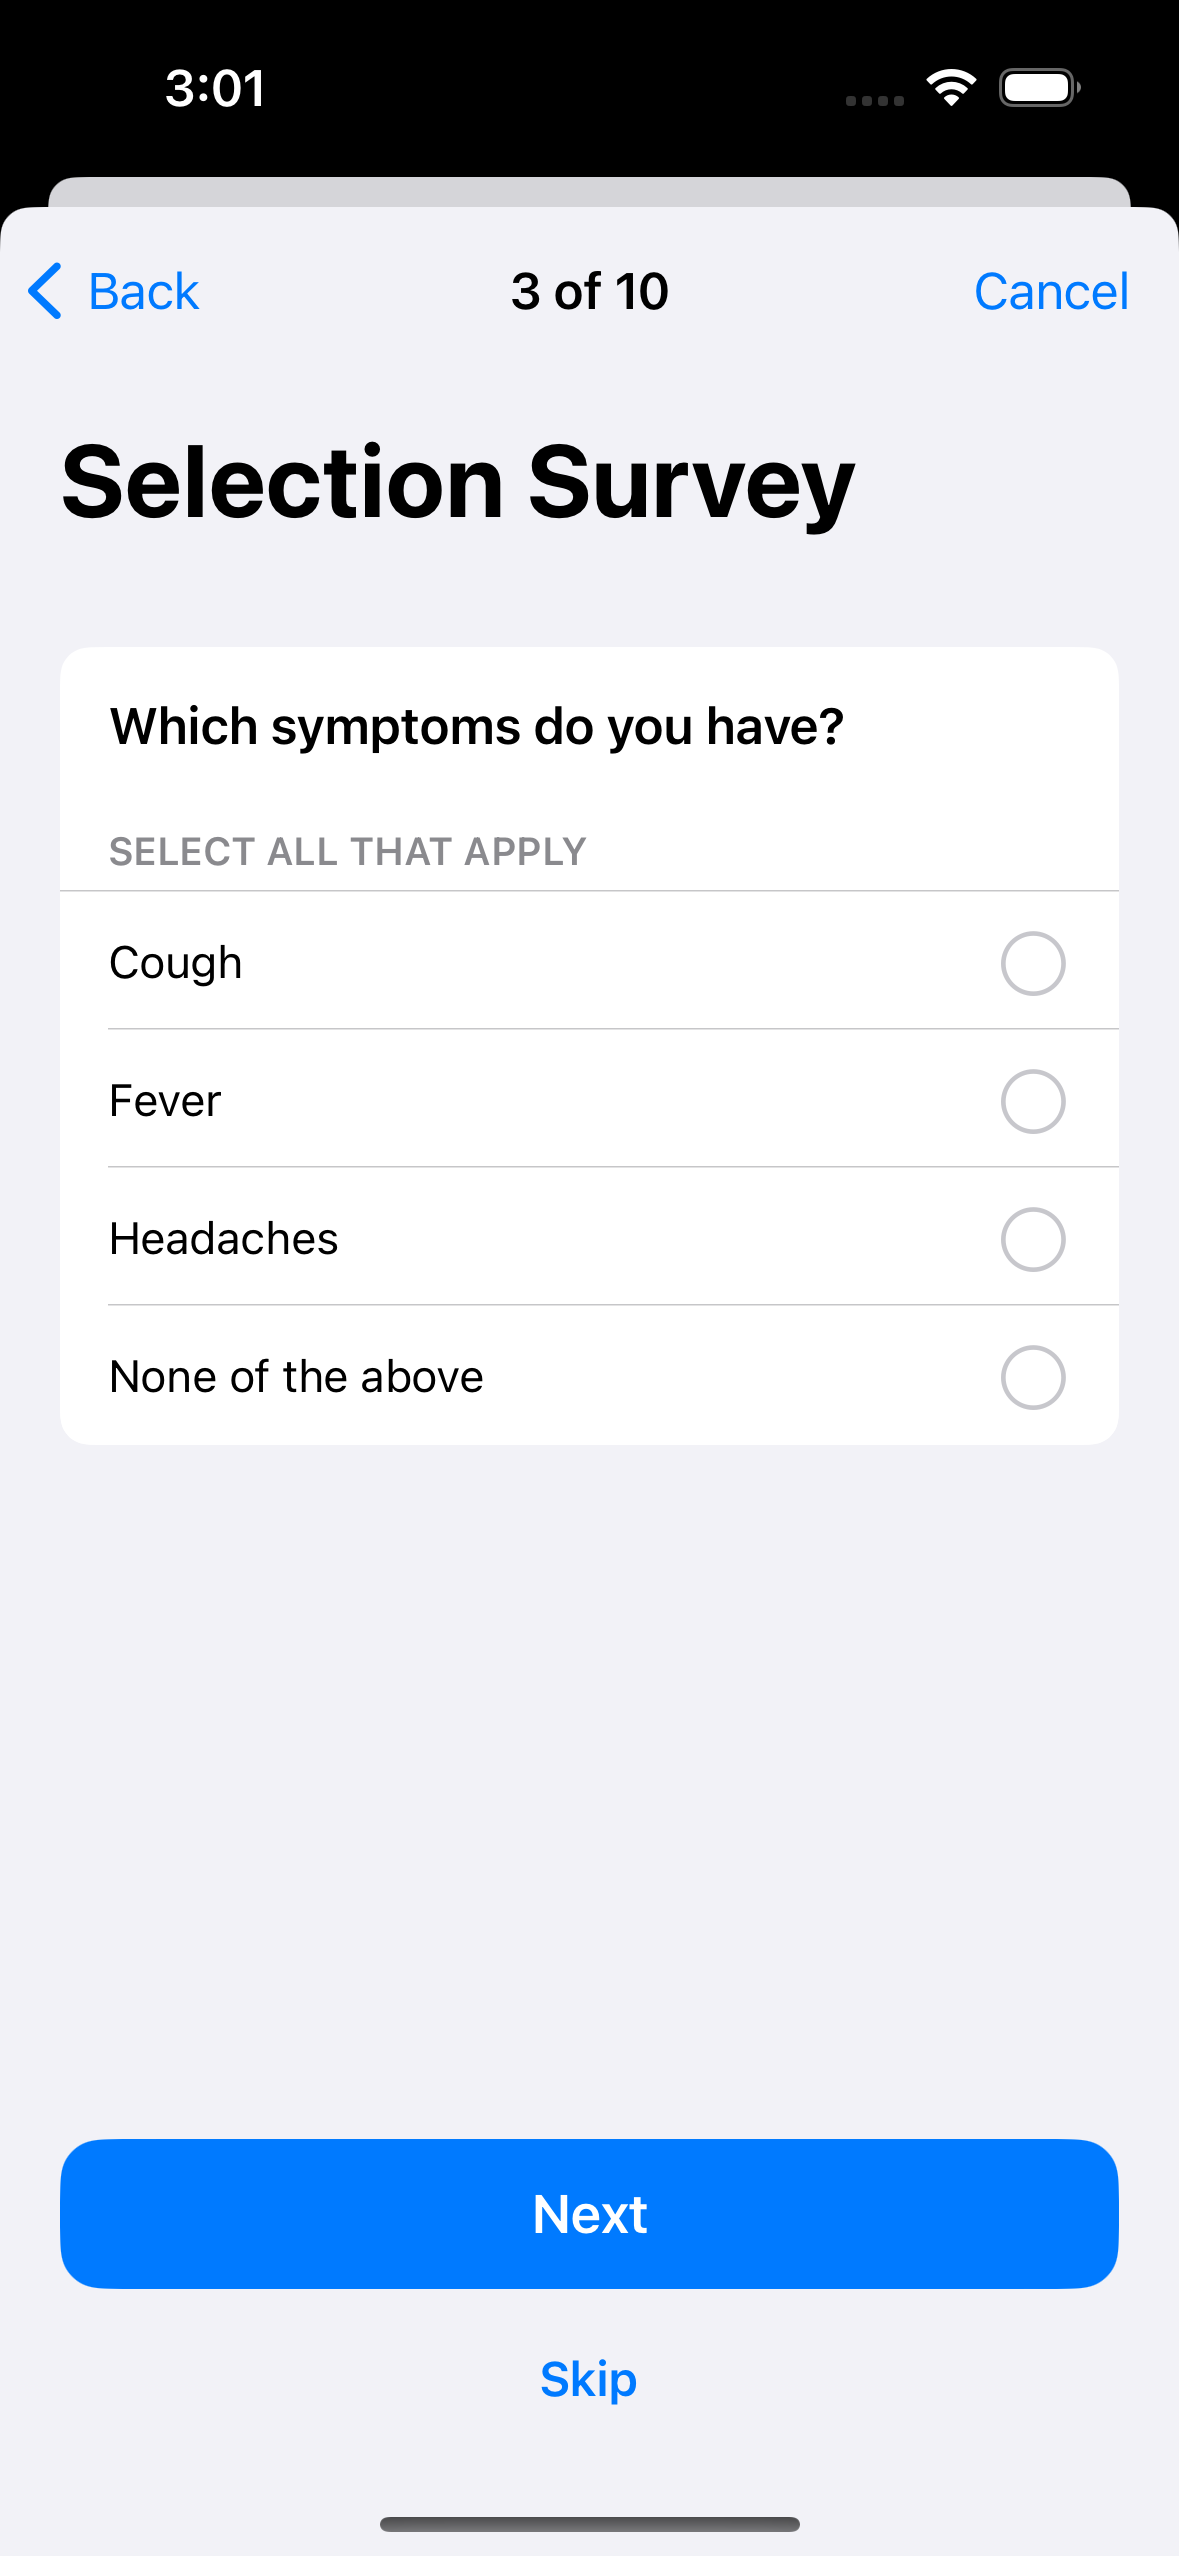 3:01
Back
3 of 10
Cancel
Selection Survey
Which symptoms do you have?
SELECT ALL THAT APPLY
Cough
Fever
Headaches
None of the above
Next
Skip